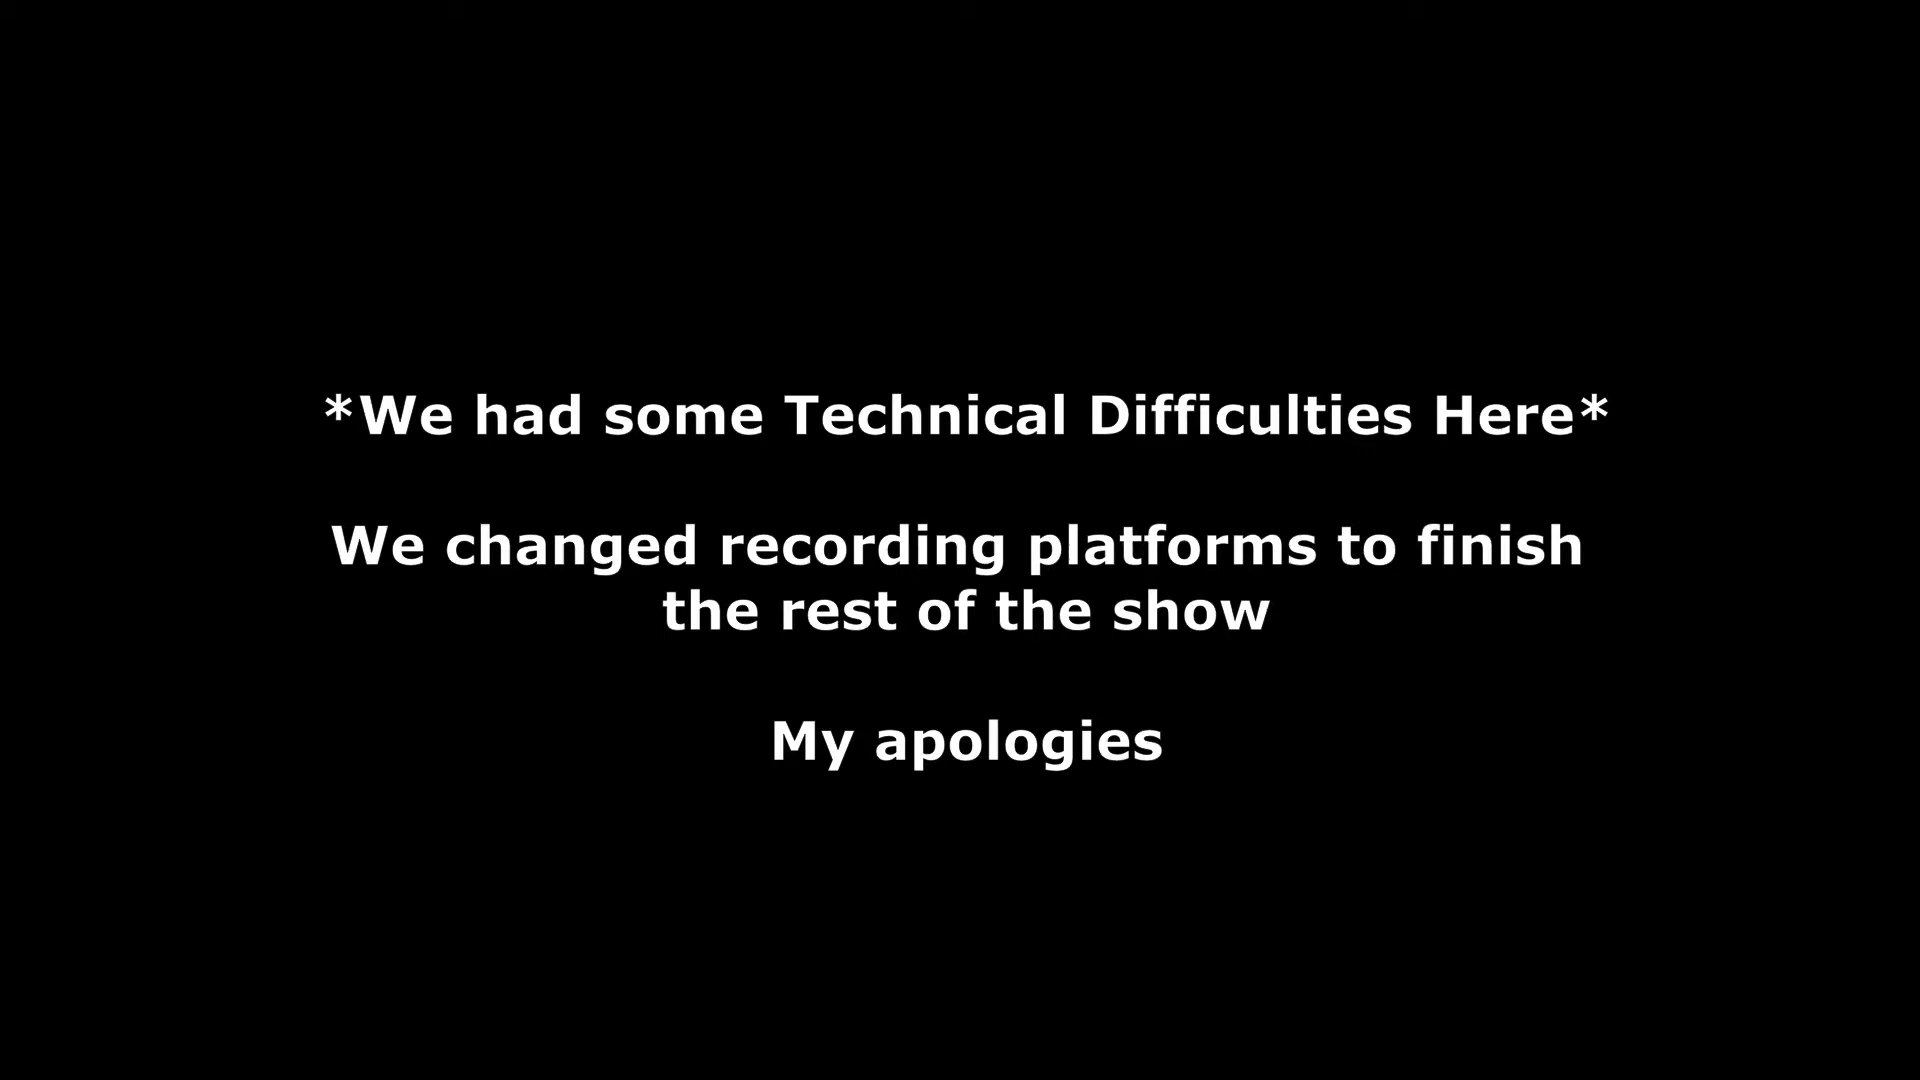 *We had some Technical Difficulties Here*
We changed recording platforms to finish
the rest of the show
My apologies